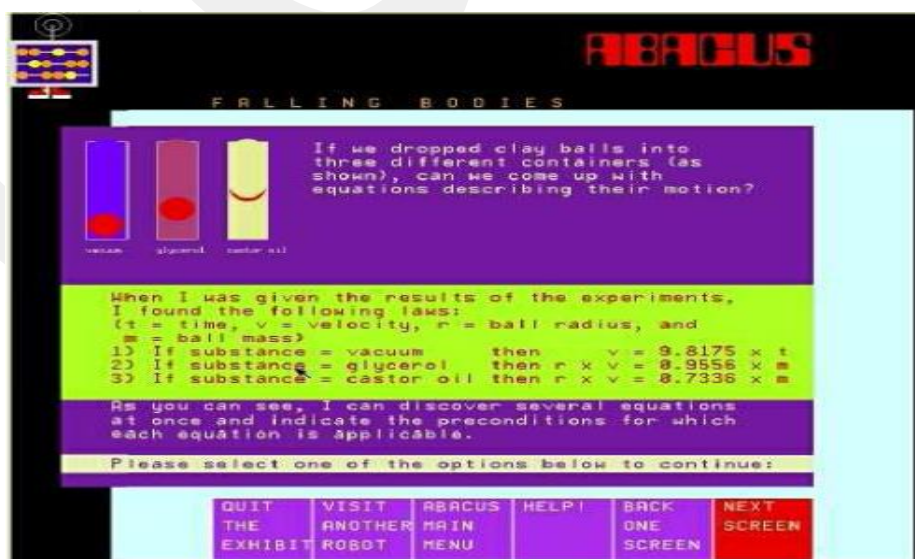 ABACUS
FALLING BODIES
If we dropped clay balls into
three different containers (as
shown), can we come up with
equations describing their motion?
vacuum glycerol castor oil
When I was given the results of the experiments,
I found the following laws:
(t = time, v = velocity, r = ball radius, and
m = ball mass)
1) If substance = vacuum then v = 9.8175 x t
2) If substance = glycerol then r x v = 0.9556 x m
3) If substance = castor oil then r x v = 0.7336 x m
As you can see, I can discover several equations
at once and indicate the preconditions for which
each equation is applicable.
Please select one of the options below to continue:
QUIT THE EXHIBIT
VISIT ANOTHER ROBOT
ABACUS MAIN MENU
HELP!
BACK ONE SCREEN
NEXT SCREEN